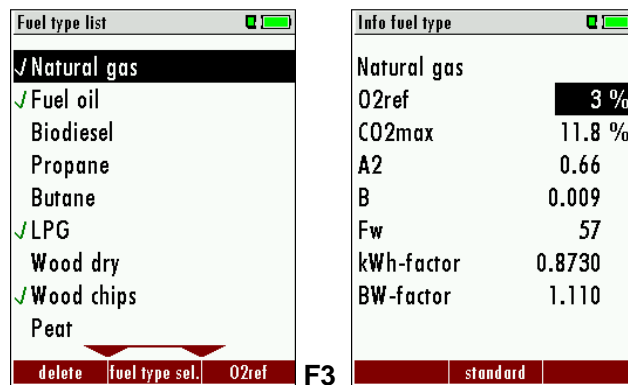 Fuel type list
√Natural gas
√Fuel oil
Biodiesel
Propane
Butane
√LPG
Wood dry
√Wood chips
Peat
delete fuel type sel. O2ref
F3
Info fuel type
Natural gas
O2ref 3 %
CO2max 11.8 %
A2 0.66
B 0.009
Fw 57
kWh-factor 0.8730
BW-factor 1.110
standard